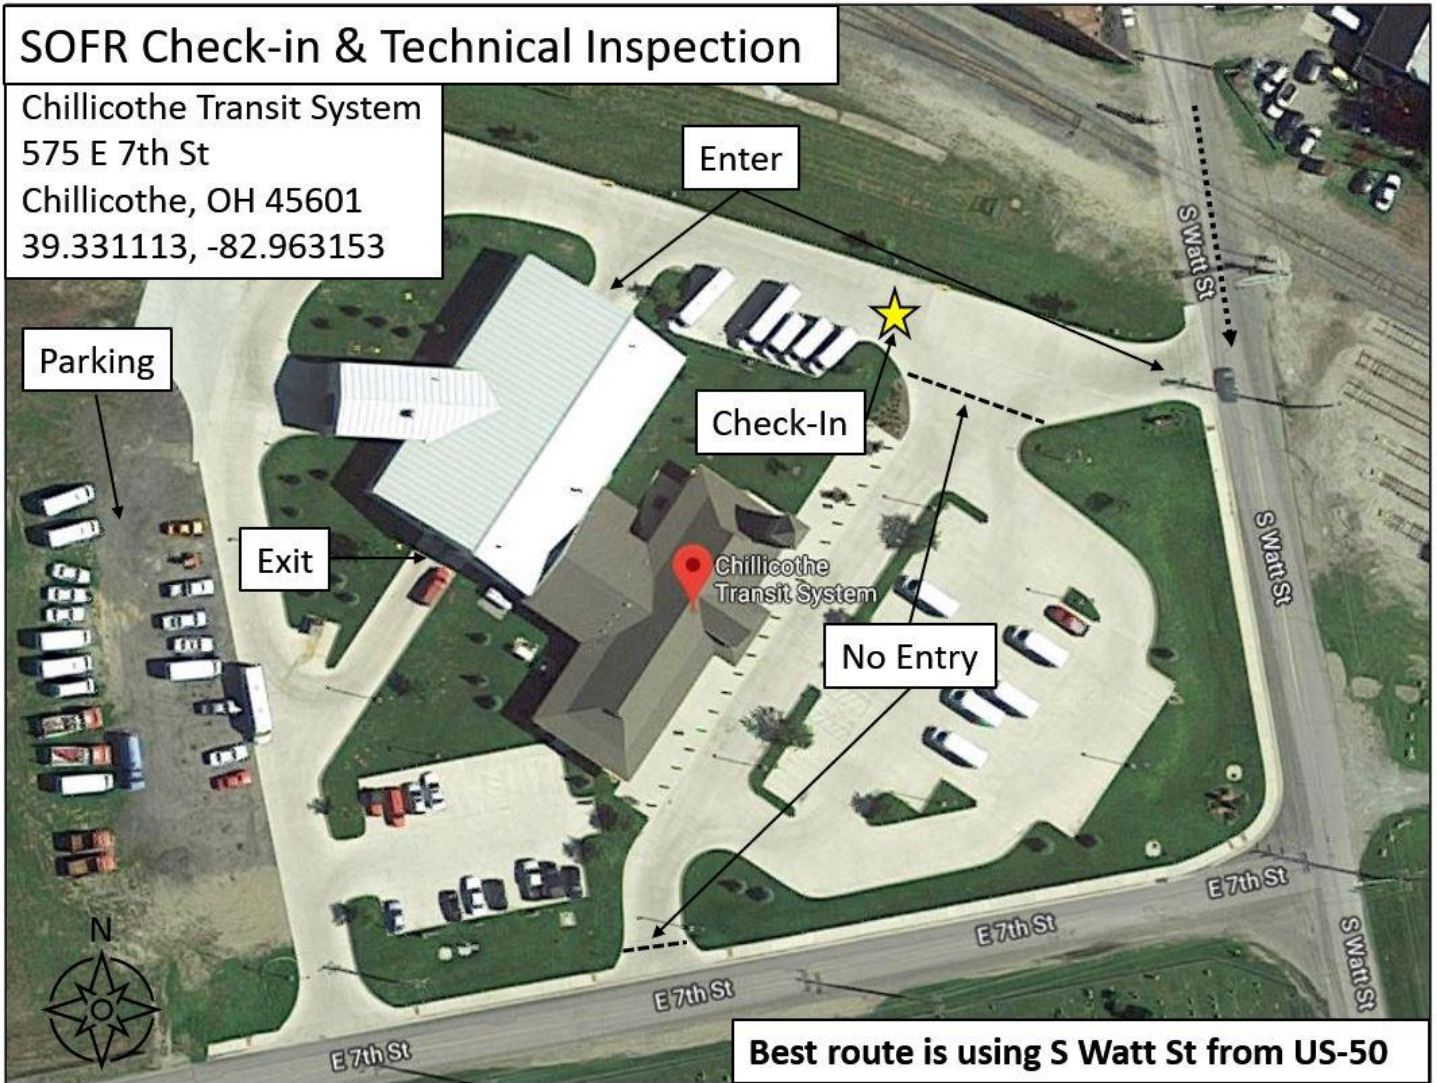 SOFR Check-in & Technical Inspection
Chillicothe Transit System
575 E 7th St
Chillicothe, OH 45601
39.331113, -82.963153
Enter
S Watt St
Parking
Check-In
Exit
S Watt St
Chillicothe
Transit System
No Entry
E 7th St
E 7th St
S Watt St
E 7th St
N
E 7th St
Best route is using S Watt St from US-50